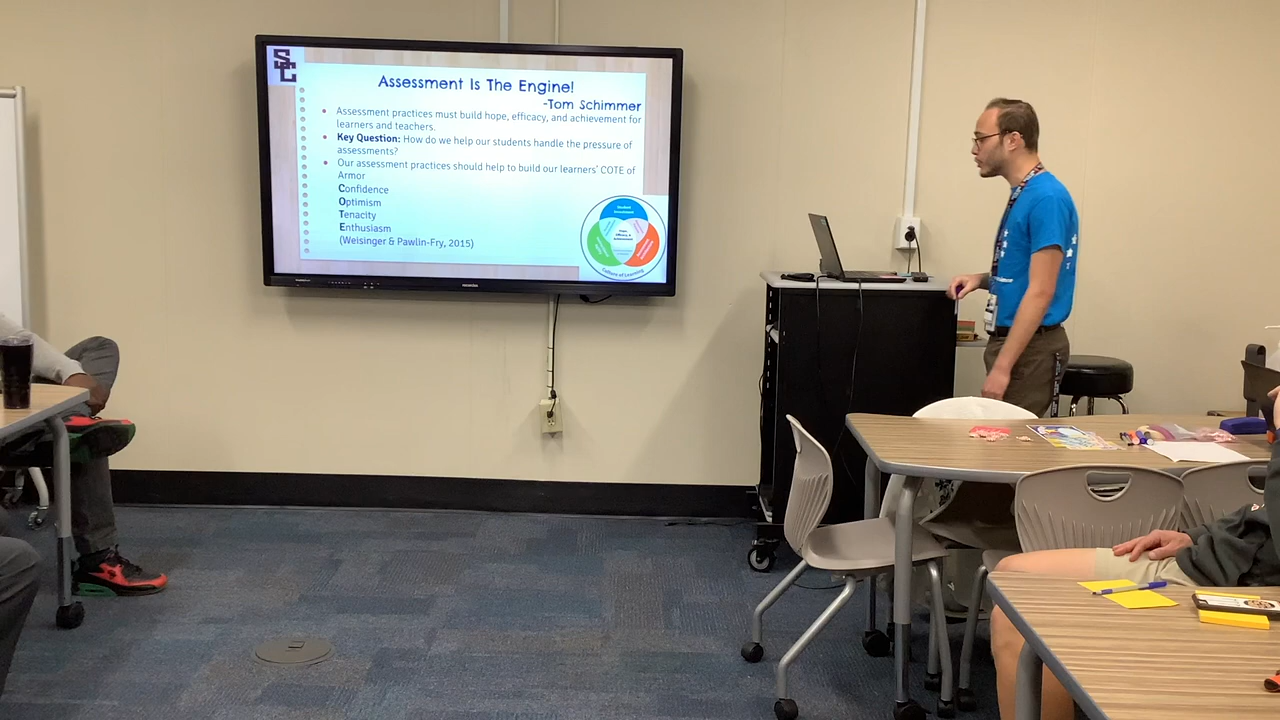 SC
Assessment Is The Engine!
-Tom Schimmer
Assessment practices must build hope, efficacy, and achievement for
learners and teachers.
Key Question: How do we help our students handle the pressure of
assessments?
Our assessment practices should help to build our learners' COTE of
Armor
Confidence
Optimism
Tenacity
Enthusiasm
(Weisinger & Pawlin-Fry, 2015)
Student
Investment
Culture of Learning